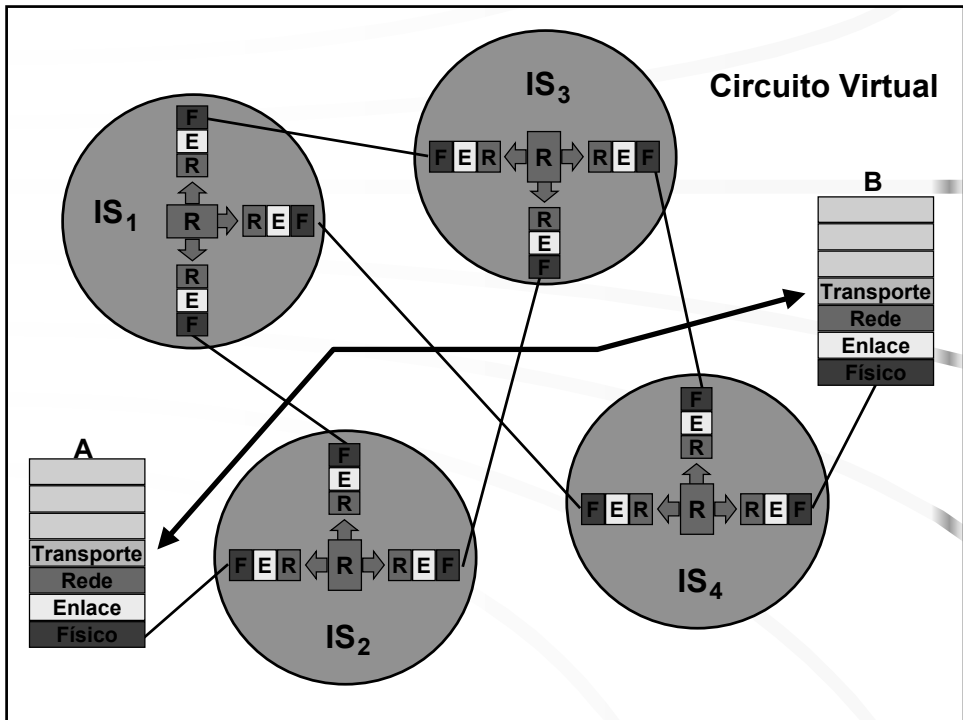 Circuito Virtual
IS1
F
E
R
R
R E F
R
E
F
IS3
F E R
R
R E F
R
E
F
B
Transporte
Rede
Enlace
Físico
A
Transporte
Rede
Enlace
Físico
F
E
R
F E R
R
R E F
IS2
F
E
R
F E R
R
R E F
IS4